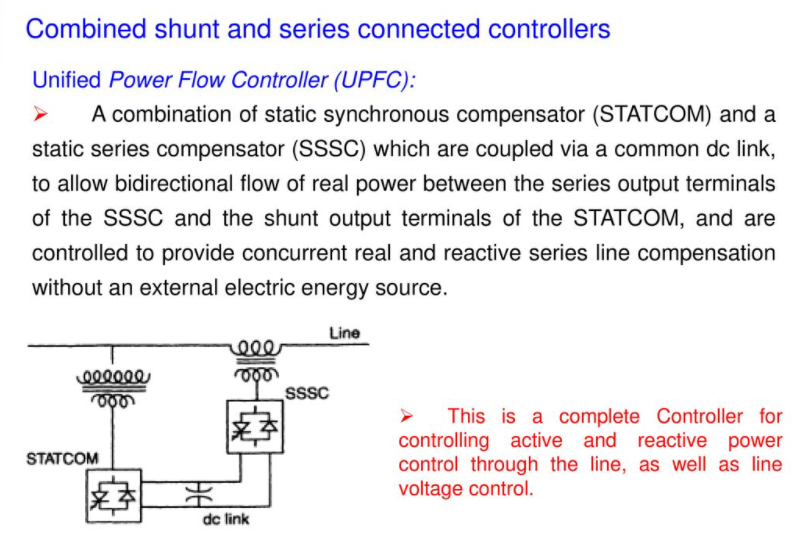 Combined shunt and series connected controllers
Unified Power Flow Controller (UPFC):
➢ A combination of static synchronous compensator (STATCOM) and a
static series compensator (SSSC) which are coupled via a common dc link,
to allow bidirectional flow of real power between the series output terminals
of the SSSC and the shunt output terminals of the STATCOM, and are
controlled to provide concurrent real and reactive series line compensation
without an external electric energy source.
Line
SSSC
STATCOM
dc link
➢ This is a complete Controller for
controlling active and reactive power
control through the line, as well as line
voltage control.